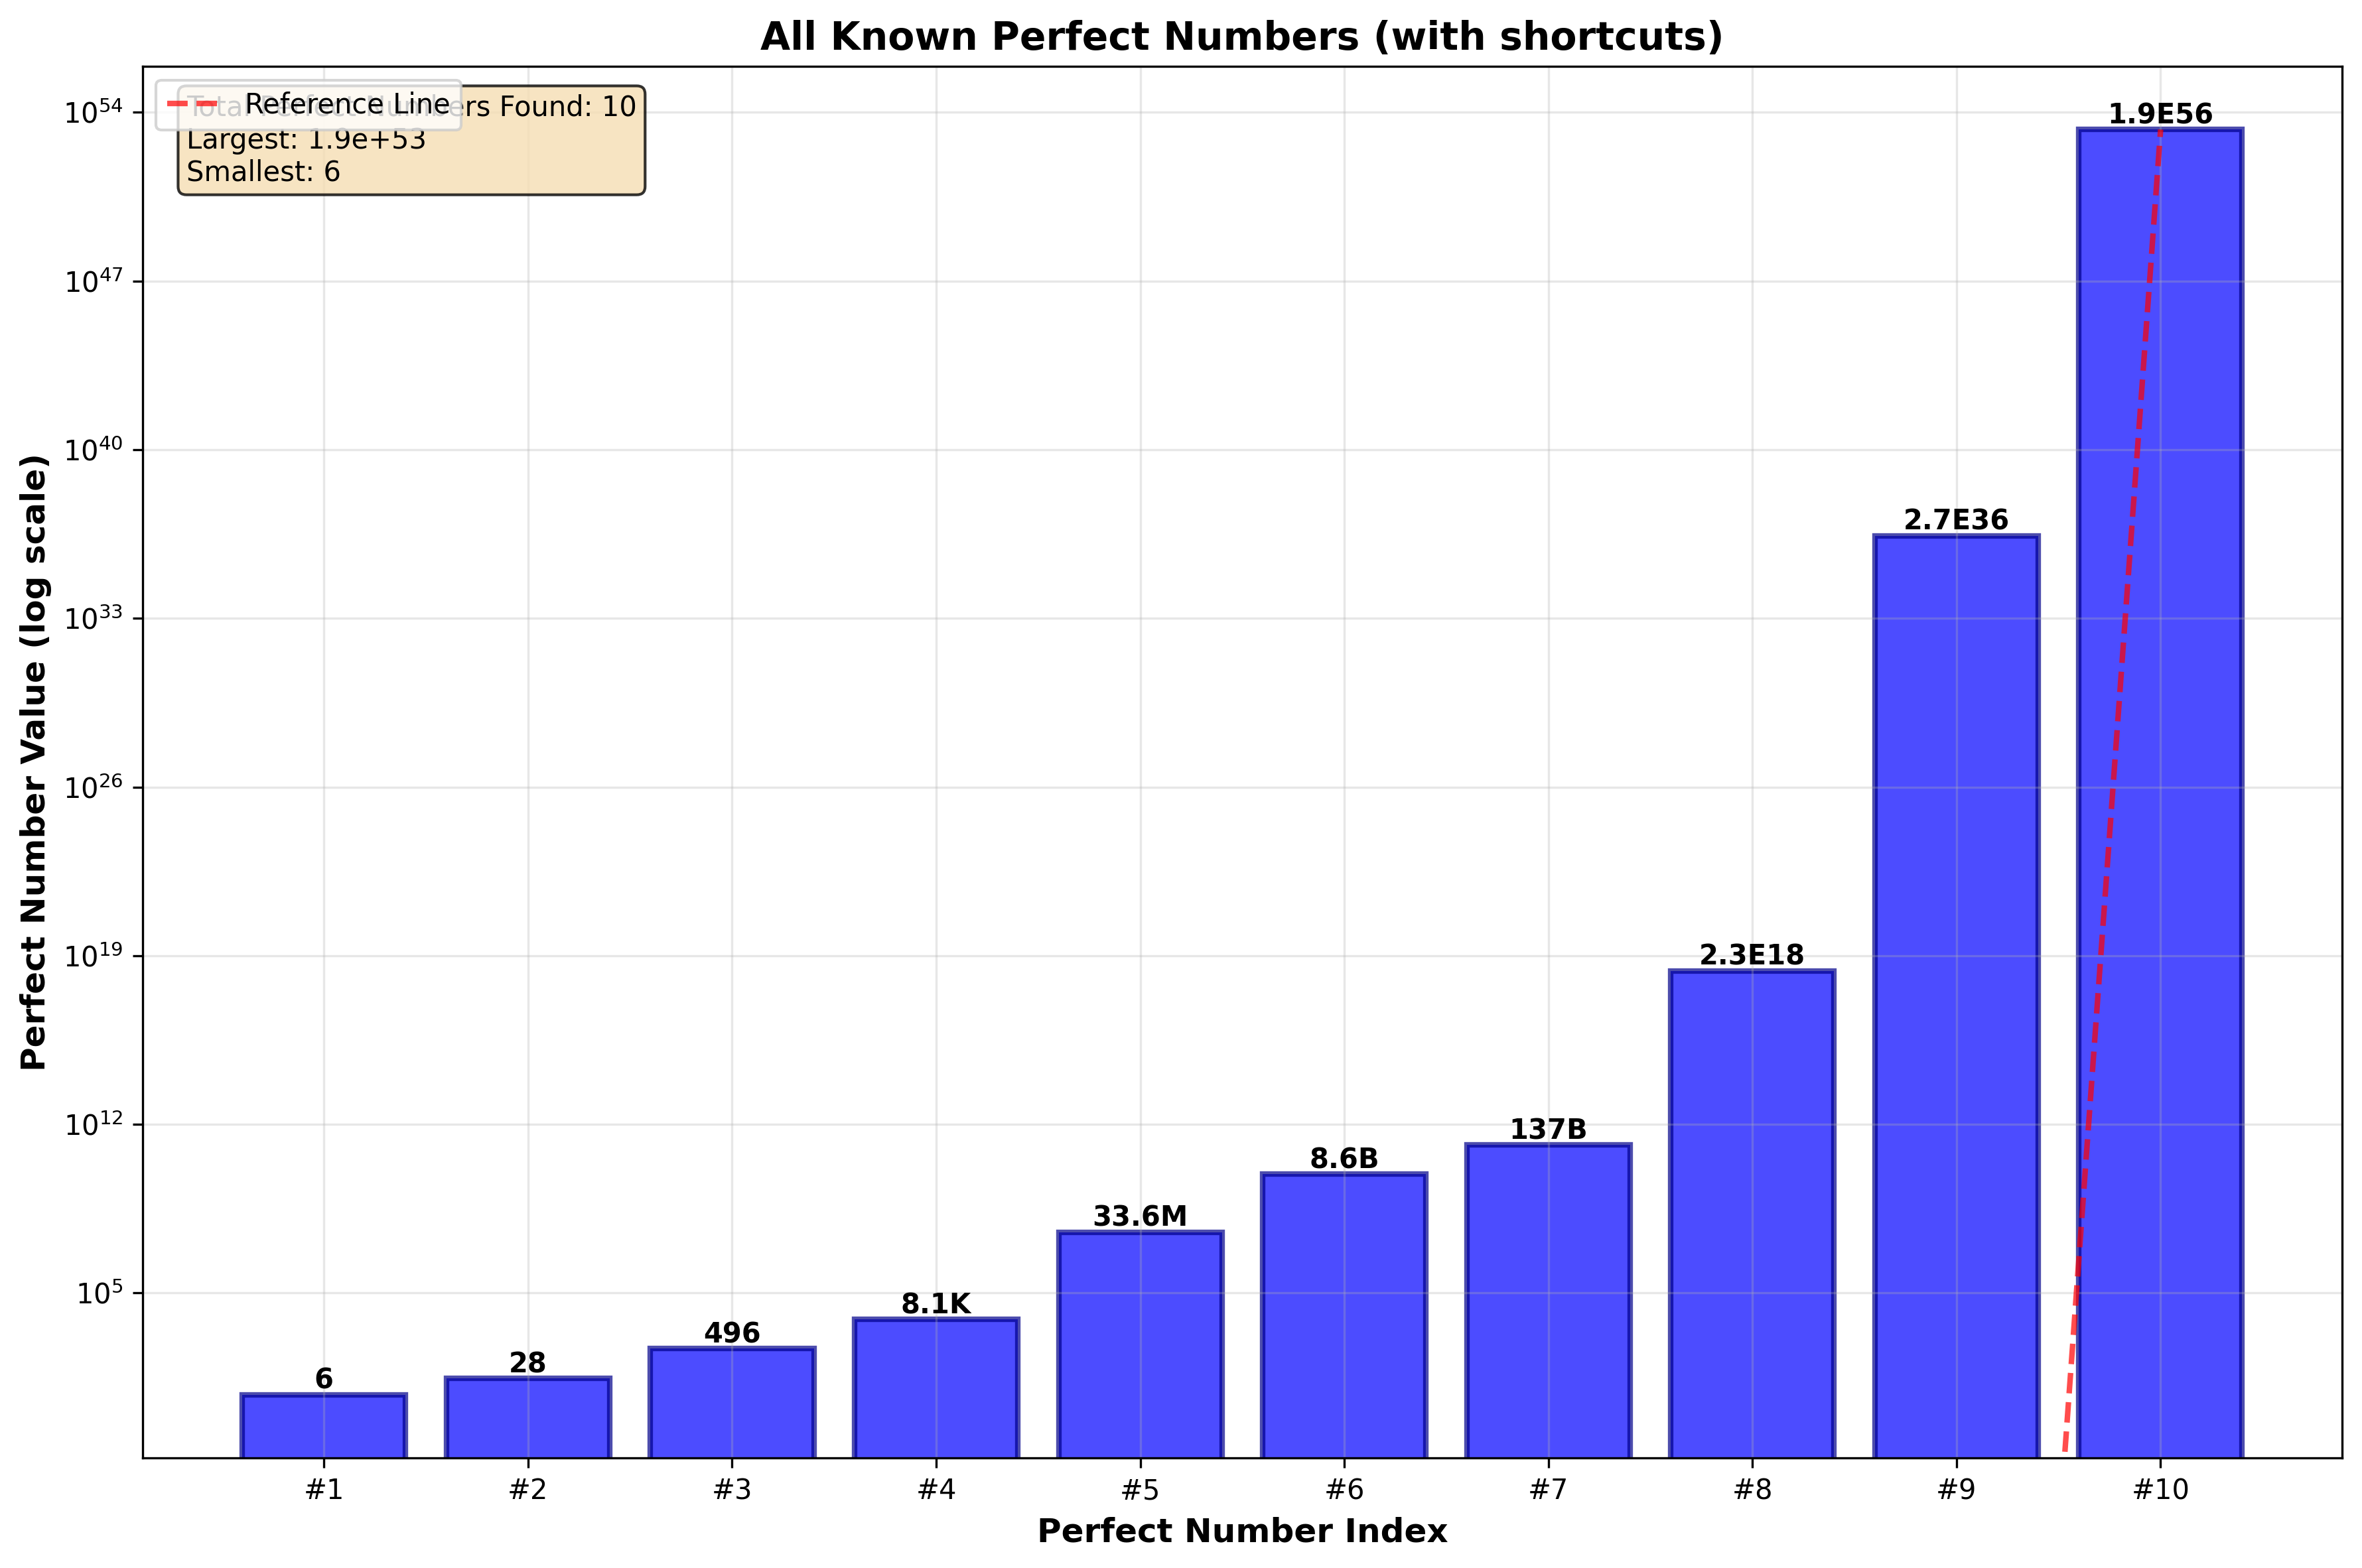 All Known Perfect Numbers (with shortcuts)
Reference Line
Total Perfect Numbers Found: 10
Largest: 1.9e+53
Smallest: 6
Perfect Number Value (log scale)
10^54
10^47
10^40
10^33
10^26
10^19
10^12
10^5
6
28
496
8.1K
33.6M
8.6B
137B
2.3E18
2.7E36
1.9E56
#1
#2
#3
#4
#5
#6
#7
#8
#9
#10
Perfect Number Index